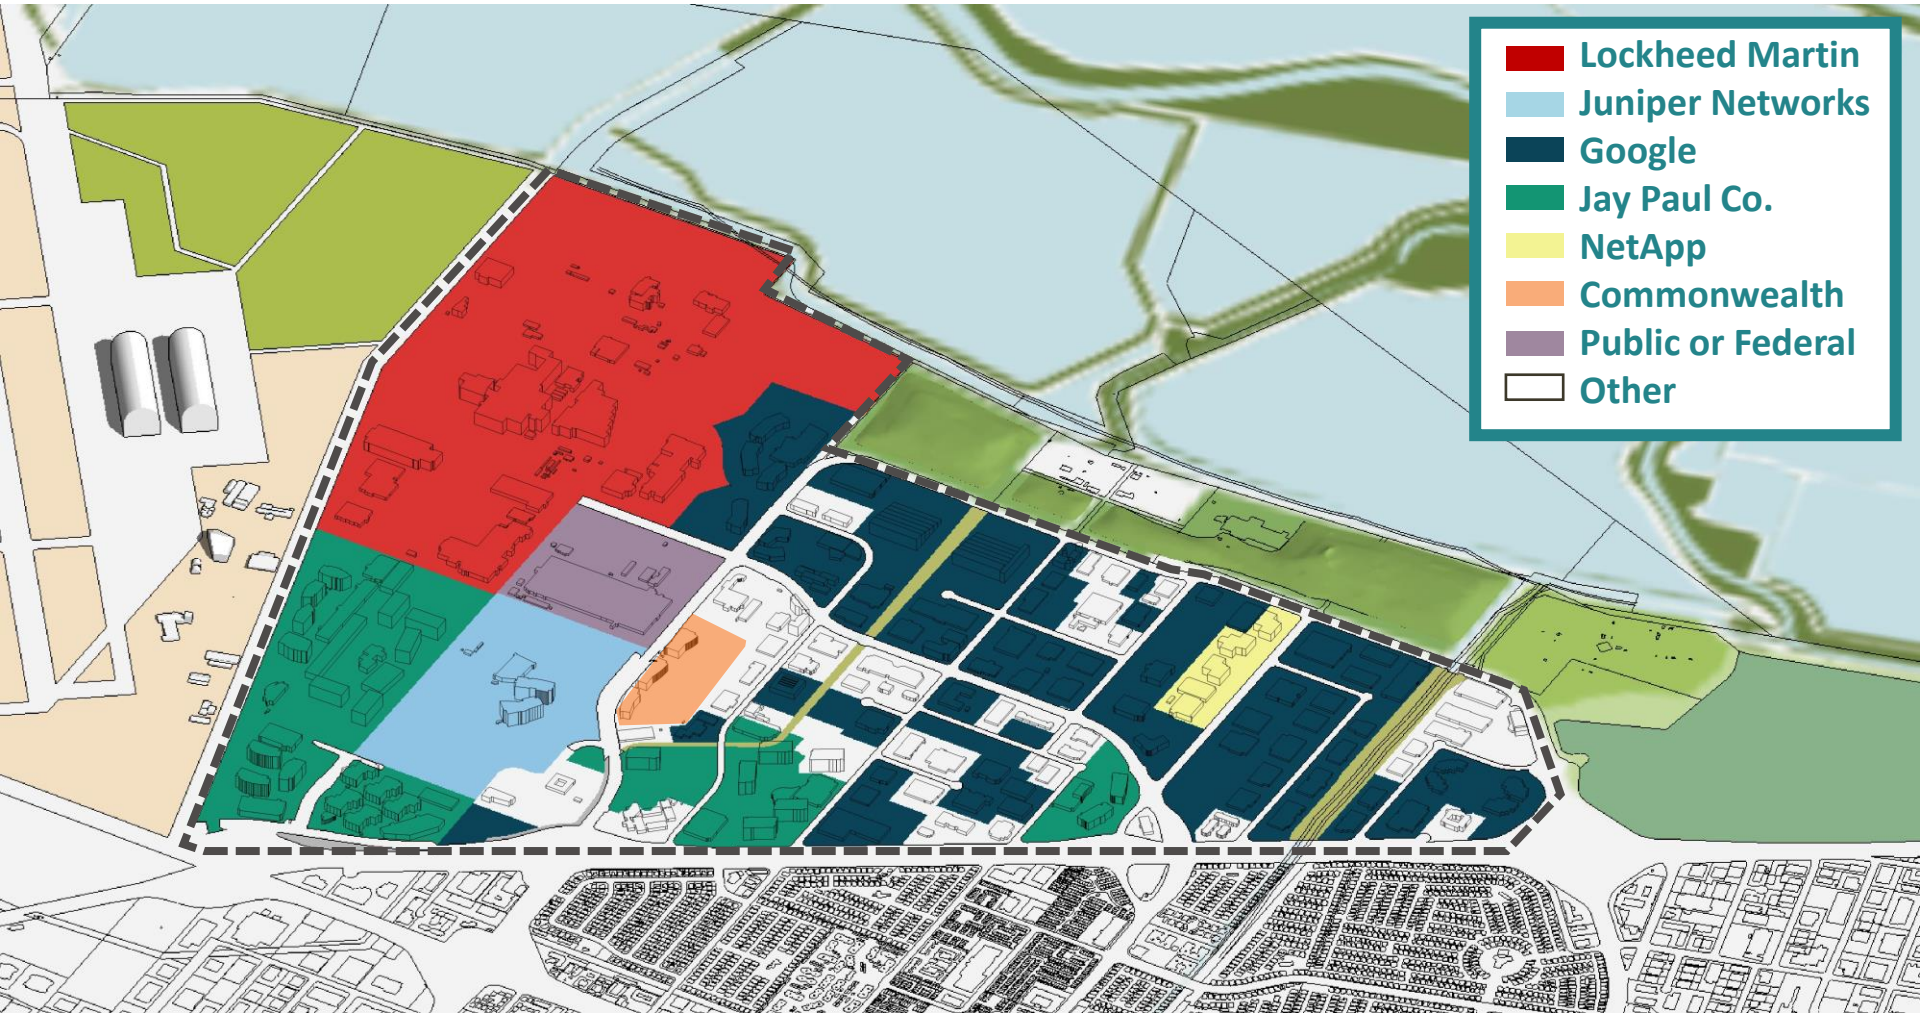 Lockheed Martin
Juniper Networks
Google
Jay Paul Co.
NetApp
Commonwealth
Public or Federal
Other